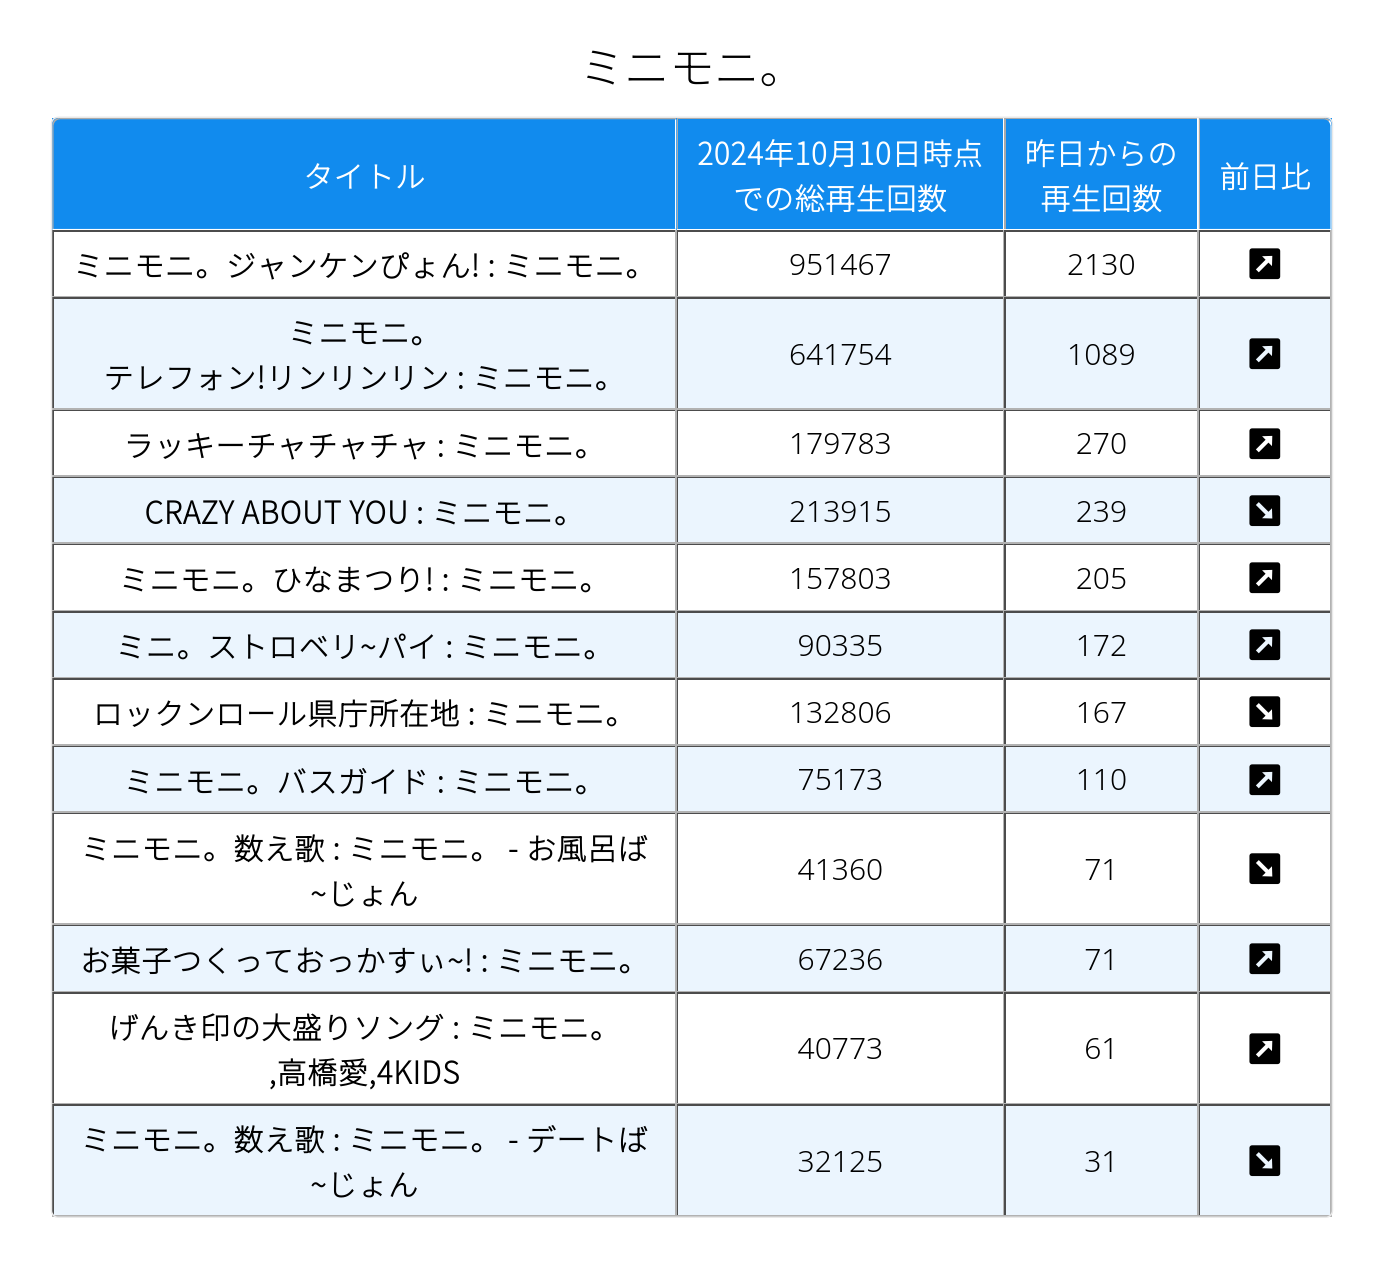 ミニモニ。
タイトル
2024年10月10日時点
での総再生回数
昨日からの
再生回数
前日比
ミニモニ。ジャンケンぴょん! : ミニモニ。
951467
2130
ミニモニ。
テレフォン!リンリンリン : ミニモニ。
641754
1089
ラッキーチャチャチャ : ミニモニ。
179783
270
CRAZY ABOUT YOU : ミニモニ。
213915
239
ミニモニ。ひなまつり! : ミニモニ。
157803
205
ミニ。ストロベリ~パイ : ミニモニ。
90335
172
ロックンロール県庁所在地 : ミニモニ。
132806
167
ミニモニ。バスガイド : ミニモニ。
75173
110
ミニモニ。数え歌 : ミニモニ。 - お風呂ば
~じょん
41360
71
お菓子つくっておっかすぃ~! : ミニモニ。
67236
71
げんき印の大盛りソング : ミニモニ。
,高橋愛,4KIDS
40773
61
ミニモニ。数え歌 : ミニモニ。 - デートば
~じょん
32125
31